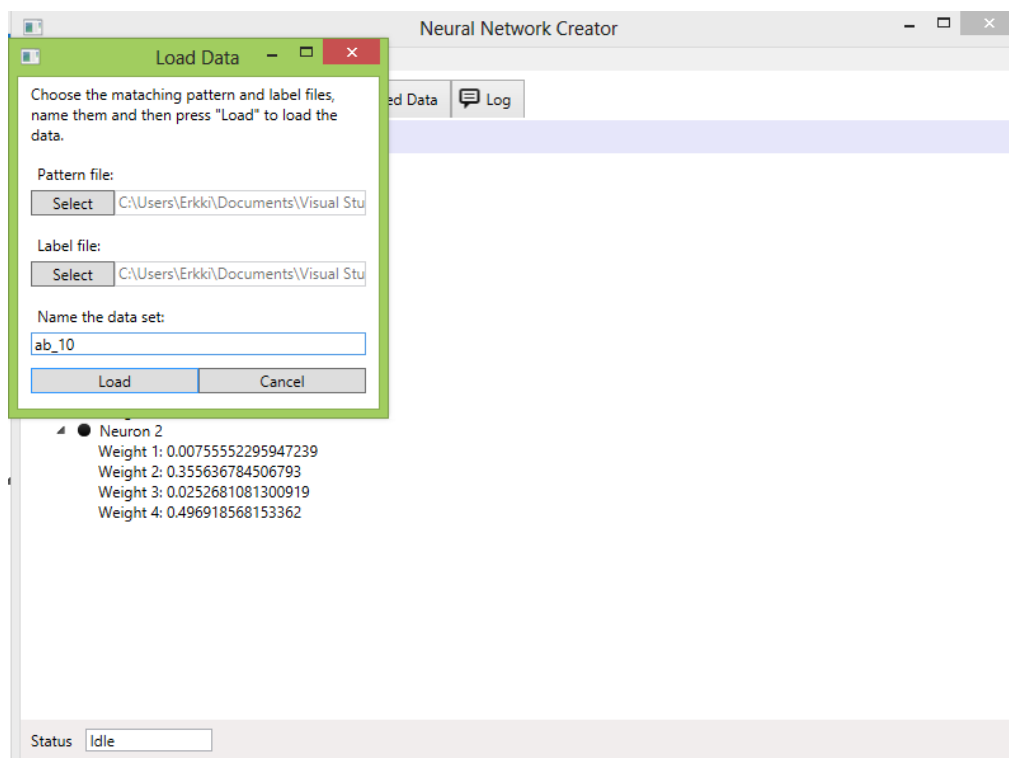 Neural Network Creator
Load Data
Choose the mataching pattern and label files,
name them and then press "Load" to load the
data.
ed Data
Log
Pattern file:
Select
C:\Users\Erkki\Documents\Visual Stu
Label file:
Select
C:\Users\Erkki\Documents\Visual Stu
Name the data set:
ab_10
Load
Cancel
Neuron 2
Weight 1: 0.00755552295947239
Weight 2: 0.355636784506793
Weight 3: 0.0252681081300919
Weight 4: 0.496918568153362
Status
Idle